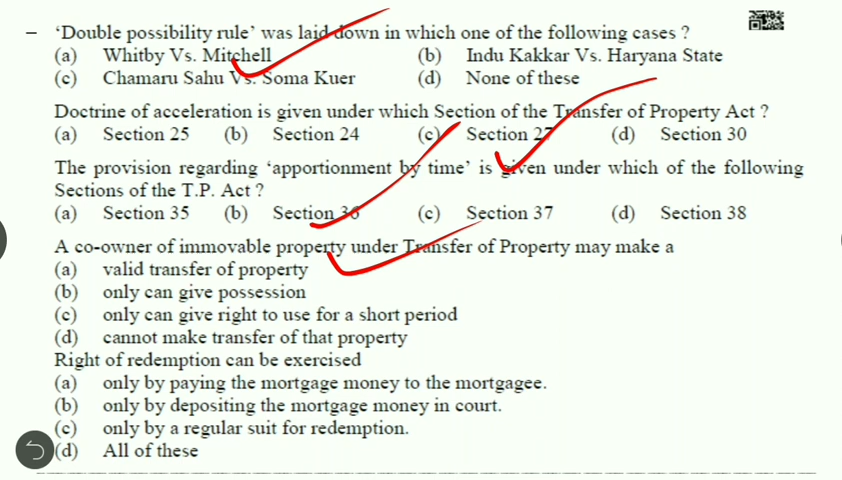 – ‘Double possibility rule’ was laid down in which one of the following cases ?
(a) Whitby Vs. Mitchell (b) Indu Kakkar Vs. Haryana State
(c) Chamaru Sahu Vs. Soma Kuer (d) None of these
Doctrine of acceleration is given under which Section of the Transfer of Property Act ?
(a) Section 25 (b) Section 24 (c) Section 27 (d) Section 30
The provision regarding ‘apportionment by time’ is given under which of the following
Sections of the T.P. Act ?
(a) Section 35 (b) Section 36 (c) Section 37 (d) Section 38
A co-owner of immovable property under Transfer of Property may make a
(a) valid transfer of property
(b) only can give possession
(c) only can give right to use for a short period
(d) cannot make transfer of that property
Right of redemption can be exercised
(a) only by paying the mortgage money to the mortgagee.
(b) only by depositing the mortgage money in court.
(c) only by a regular suit for redemption.
(d) All of these